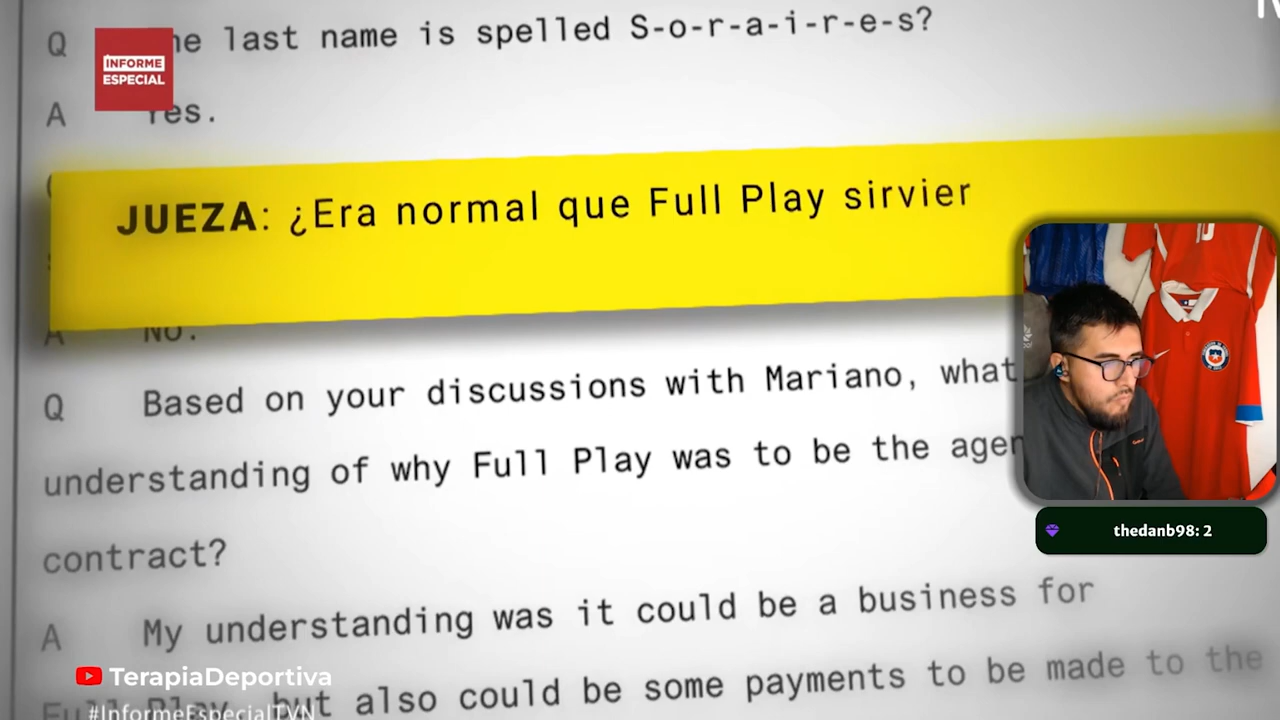 Q he last name is spelled S-o-r-a-i-r-e-s?
INFORME
ESPECIAL
A Yes.
JUEZA: ¿Era normal que Full Play sirvier
A No.
Q Based on your discussions with Mariano, what
understanding of why Full Play was to be the agen
contract?
A My understanding was it could be a business for
but also could be some payments to be made to the
TerapiaDeportiva
#InformeEspecialTVN
thedanb98: 2